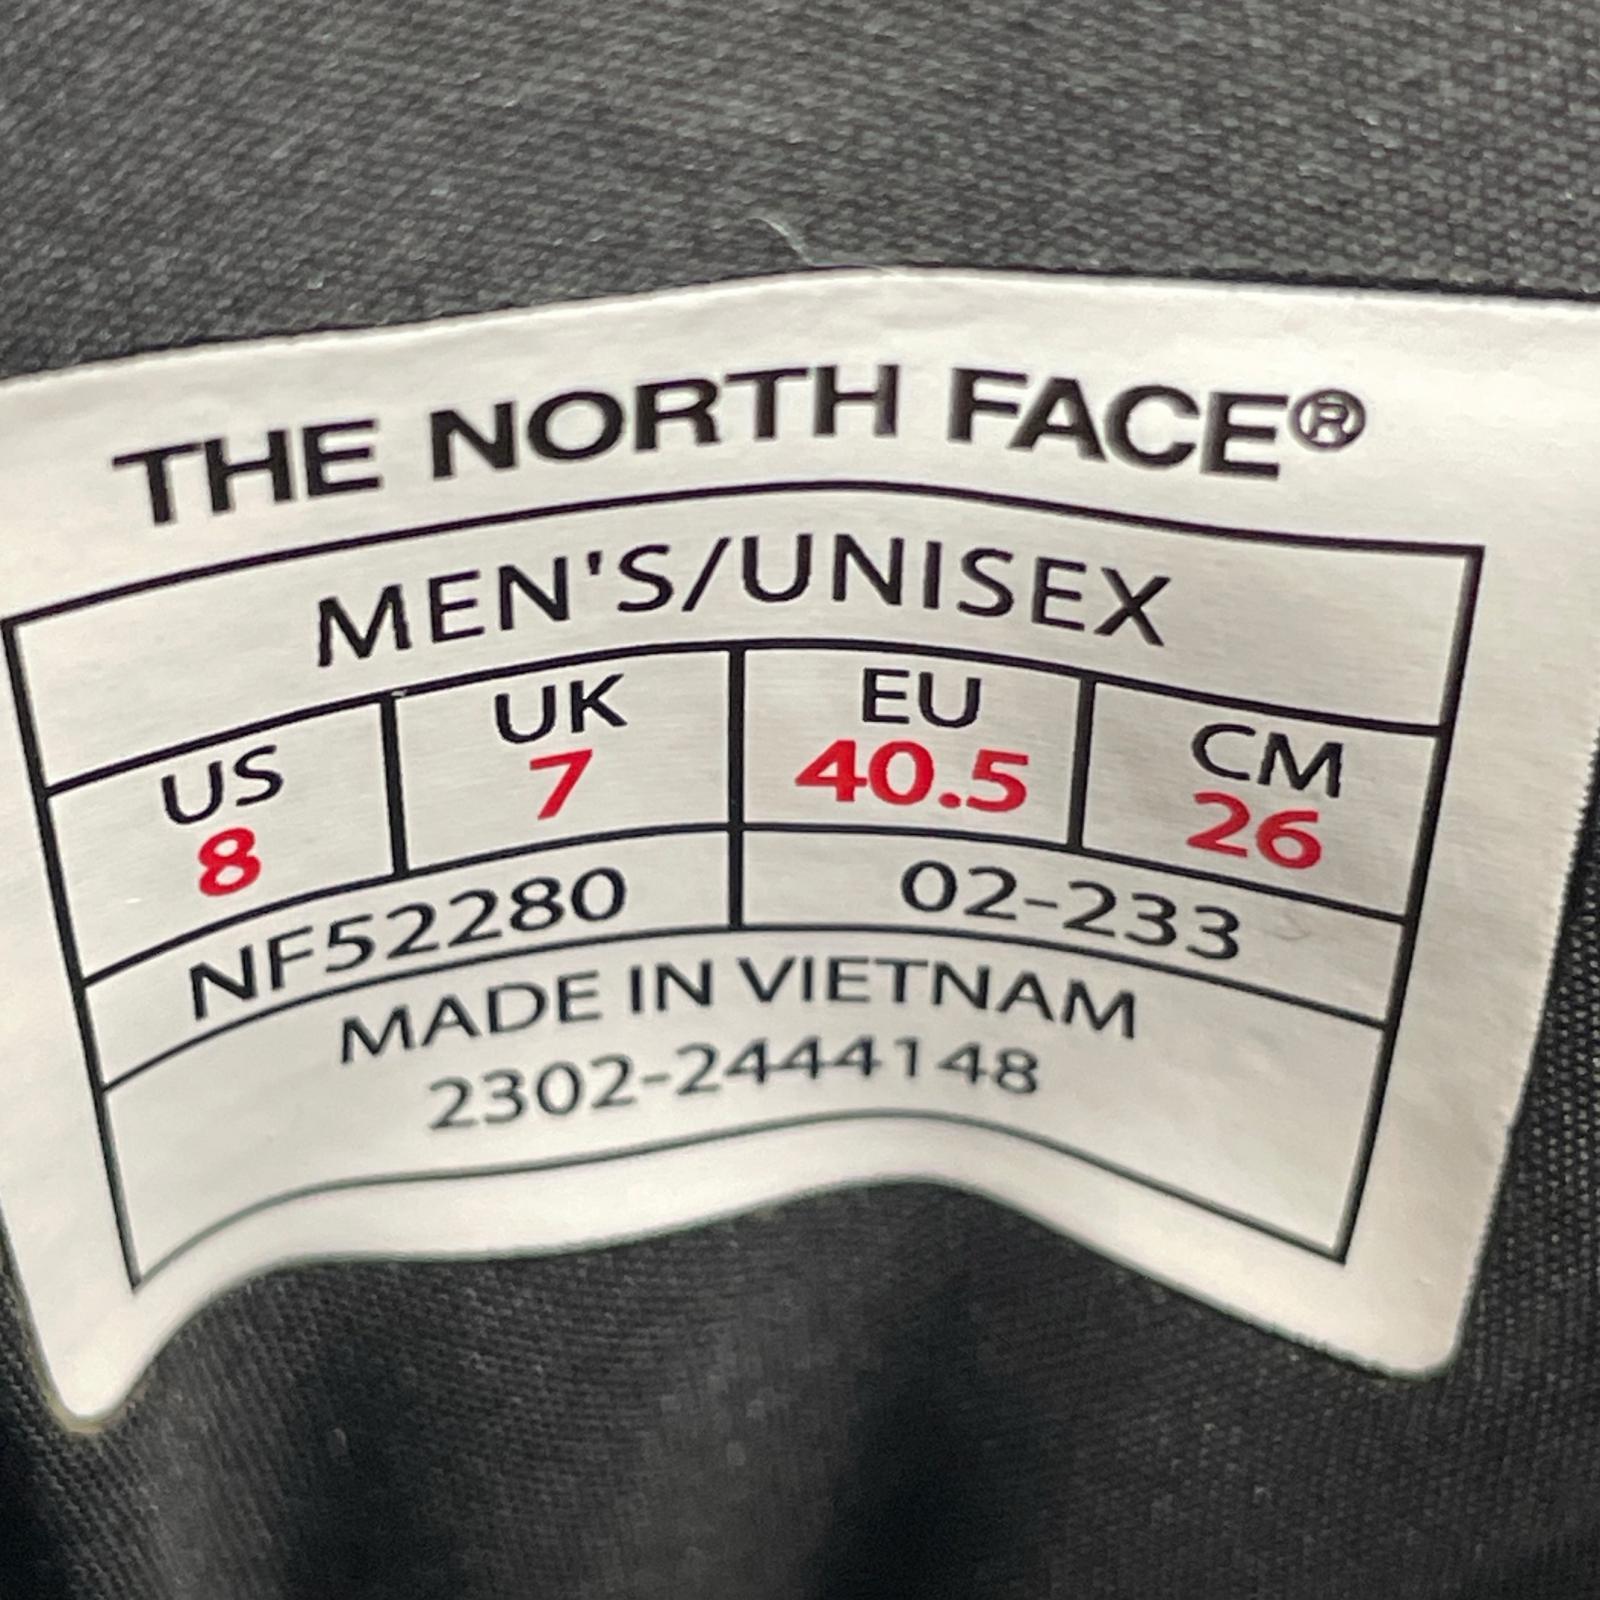 THE NORTH FACE®
MEN'S/UNISEX
US UK EU CM
8 7 40.5 26
NF52280 02-233
MADE IN VIETNAM
2302-2444148